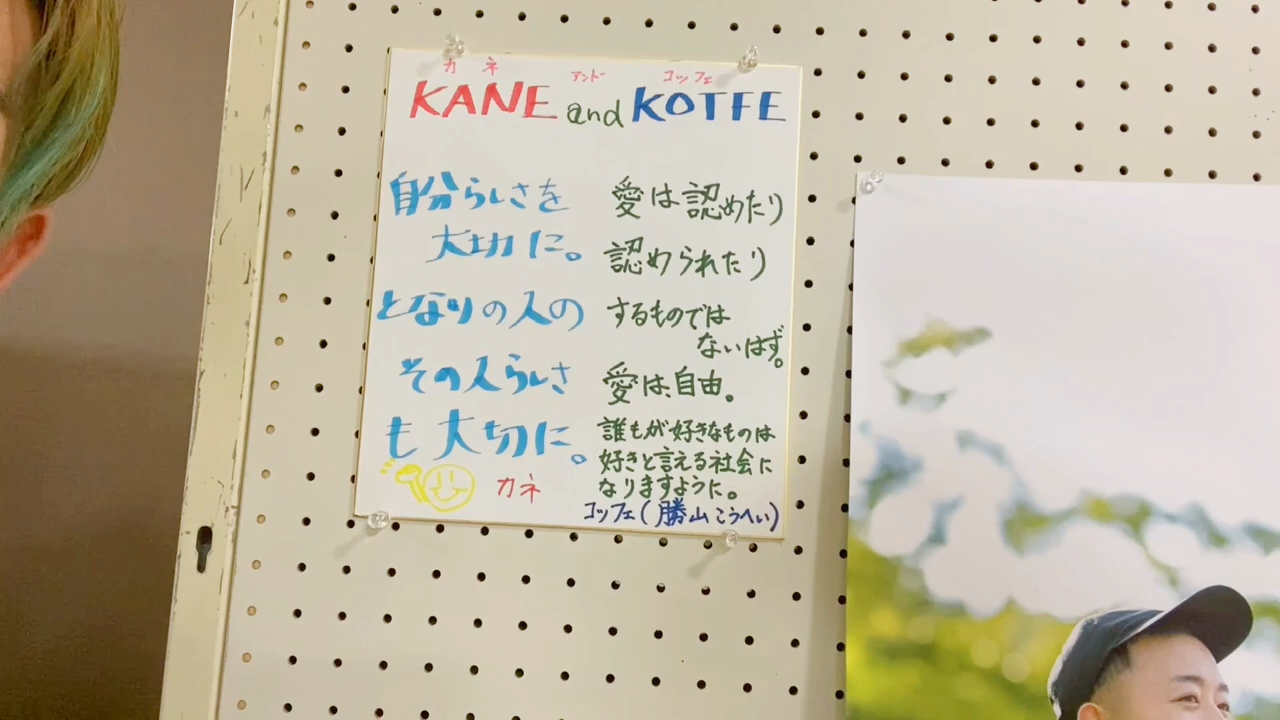 カネ アンド コッフェ
KANE and KOTFE
自分らしさを
大切に。
となりの人の
その人らしさ
も大切に。
カネ
愛は認めたり
認められたり
するものでは
ないはず。
愛は、自由。
誰もが好きなものは
好きと言える社会に
なりますように。
コッフェ(勝山こうへい)